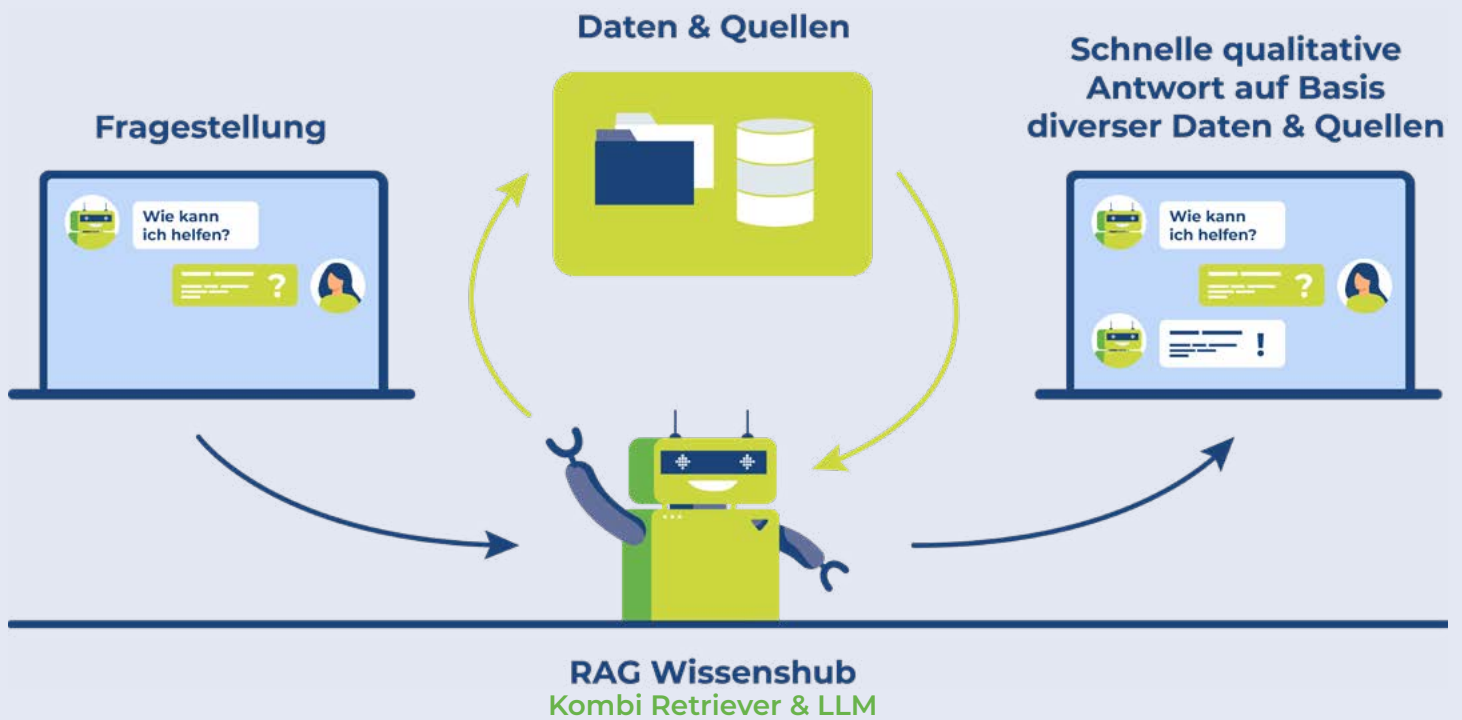 Fragestellung
Wie kann
ich helfen?
?
Daten & Quellen
Schnelle qualitative
Antwort auf Basis
diverser Daten & Quellen
Wie kann
ich helfen?
?
!
RAG Wissenshub
Kombi Retriever & LLM